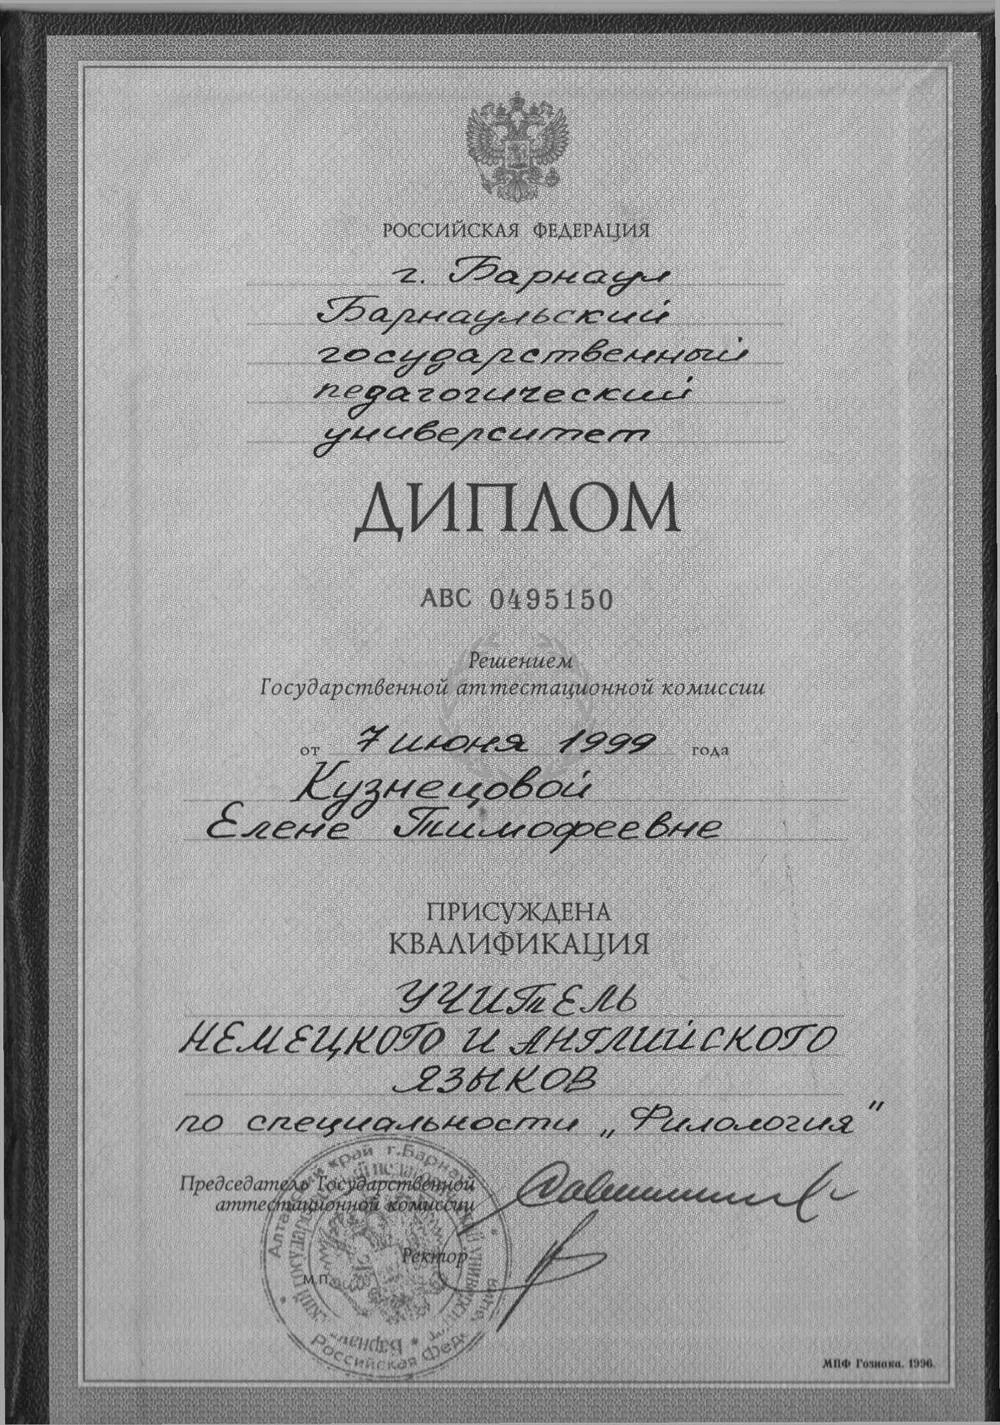 РОССИЙСКАЯ ФЕДЕРАЦИЯ
г. Барнаул
Барнаульский
государственный
педагогический
университет
ДИПЛОМ
АВС 0495150
Решением
Государственной аттестационной комиссии
от 7 июня 1999 года
Кузнецовой
Елене Тимофеевне
ПРИСУЖДЕНА
КВАЛИФИКАЦИЯ
УЧИТЕЛЬ
НЕМЕЦКОГО И АНГЛИЙСКОГО
ЯЗЫКОВ
по специальности „Филология"
Председатель Государственной
аттестационной комиссии
Ректор
М.П.
Российская Феде
МПФ Гознака. 1996.